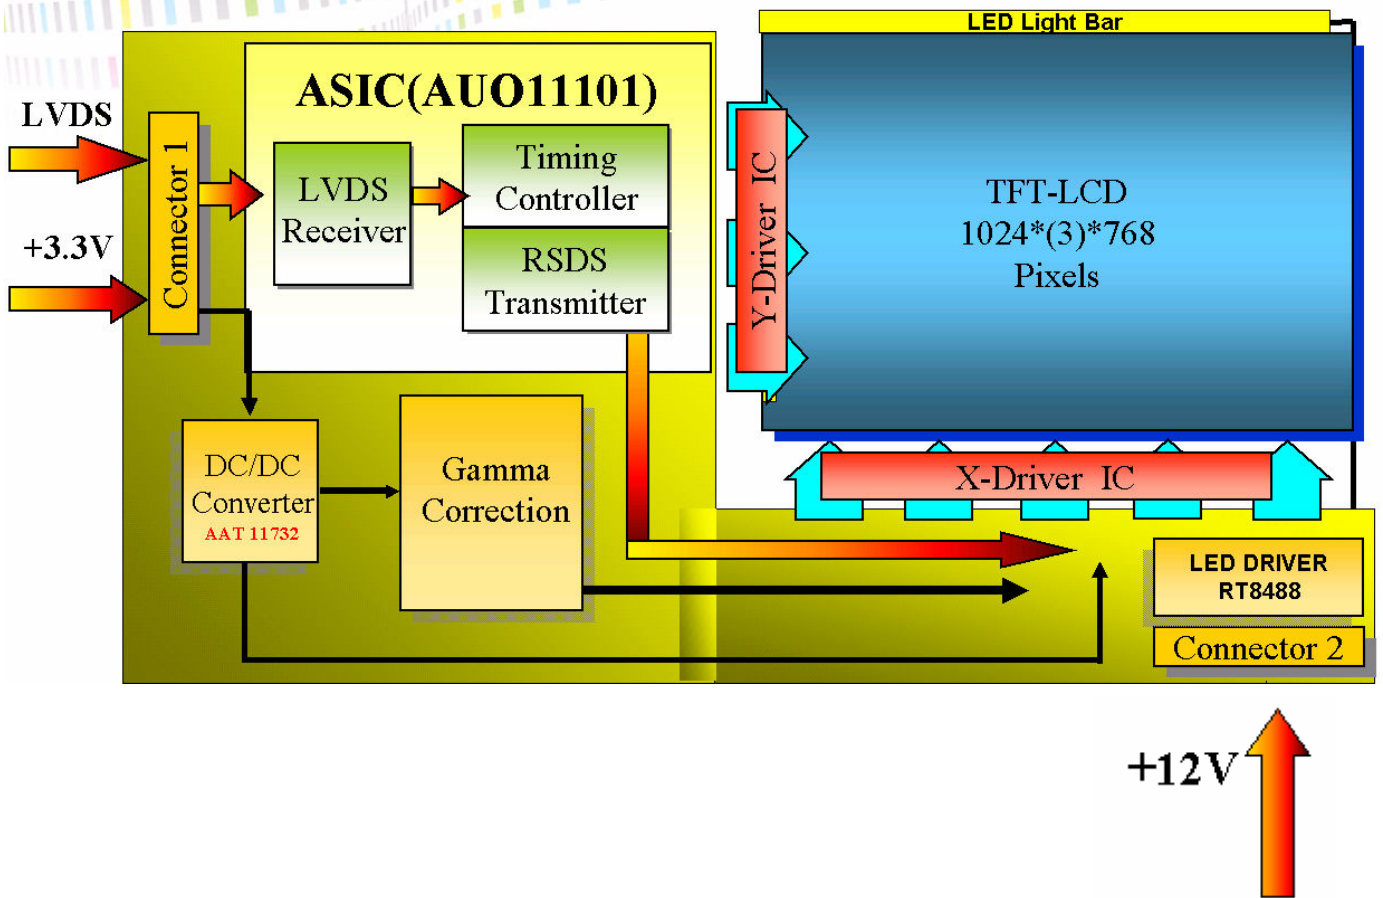 LED Light Bar
ASIC(AUO11101)
LVDS
+3.3V
Connector 1
LVDS
Receiver
Timing
Controller
RSDS
Transmitter
Y-Driver IC
TFT-LCD
1024*(3)*768
Pixels
X-Driver IC
DC/DC
Converter
AAT 11732
Gamma
Correction
LED DRIVER
RT8488
Connector 2
+12V